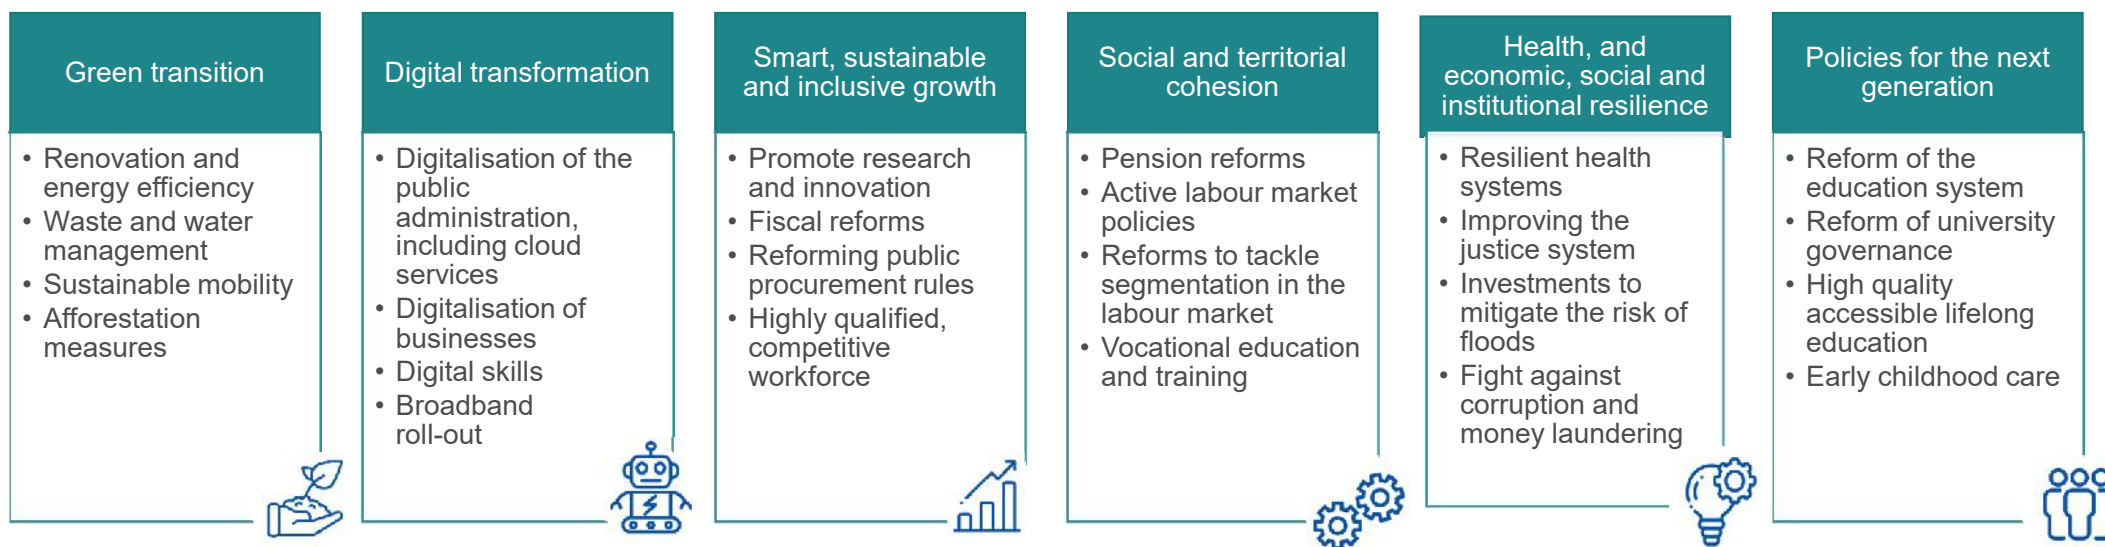 Green transition
• Renovation and
energy efficiency
• Waste and water
management
• Sustainable mobility
• Afforestation
measures
Digital transformation
• Digitalisation of the
public
administration,
including cloud
services
• Digitalisation of
businesses
• Digital skills
• Broadband
roll-out
Smart, sustainable
and inclusive growth
• Promote research
and innovation
• Fiscal reforms
• Reforming public
procurement rules
• Highly qualified,
competitive
workforce
Social and territorial
cohesion
• Pension reforms
• Active labour market
policies
• Reforms to tackle
segmentation in the
labour market
• Vocational education
and training
Health, and
economic, social and
institutional resilience
• Resilient health
systems
• Improving the
justice system
• Investments to
mitigate the risk of
floods
• Fight against
corruption and
money laundering
Policies for the next
generation
• Reform of the
education system
• Reform of university
governance
• High quality
accessible lifelong
education
• Early childhood care